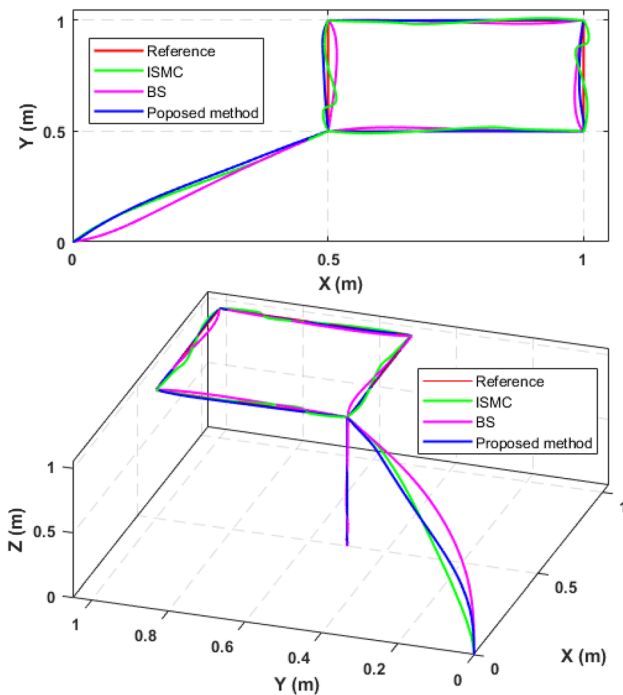 1
Reference
ISMC
BS
Poposed method
Y (m)
0.5
0
0
0.5
1
X (m)
Reference
ISMC
BS
Proposed method
1
0.5
0
Z (m)
1
0.8
0.6
0.4
0.2
0
Y (m)
0
0.5
1
X (m)